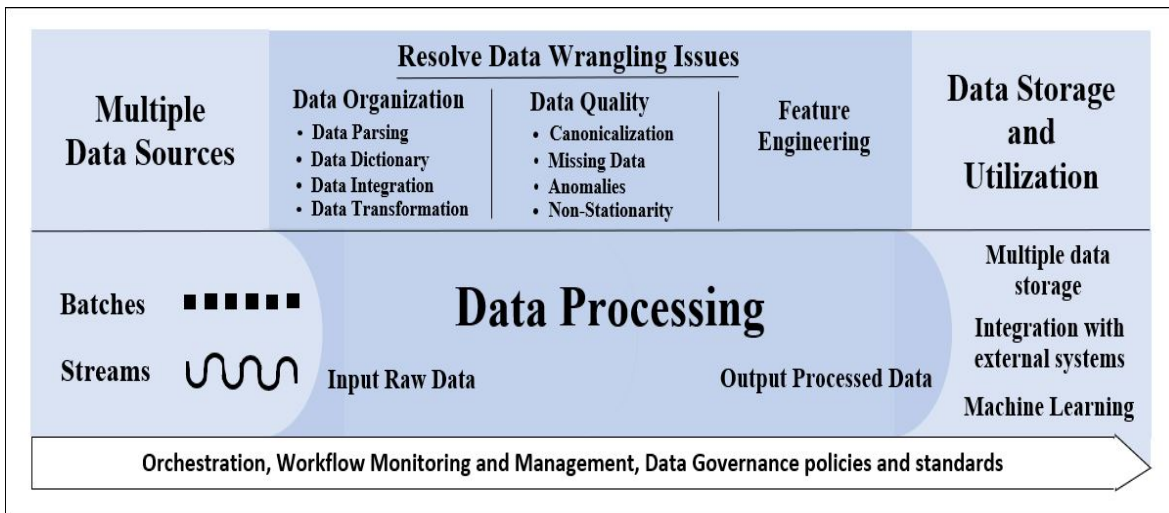 Multiple
Data Sources
Resolve Data Wrangling Issues
Data Organization
• Data Parsing
• Data Dictionary
• Data Integration
• Data Transformation
Data Quality
• Canonicalization
• Missing Data
• Anomalies
• Non-Stationarity
Feature
Engineering
Data Storage
and
Utilization
Batches
Streams
Data Processing
Input Raw Data
Output Processed Data
Multiple data
storage
Integration with
external systems
Machine Learning
Orchestration, Workflow Monitoring and Management, Data Governance policies and standards